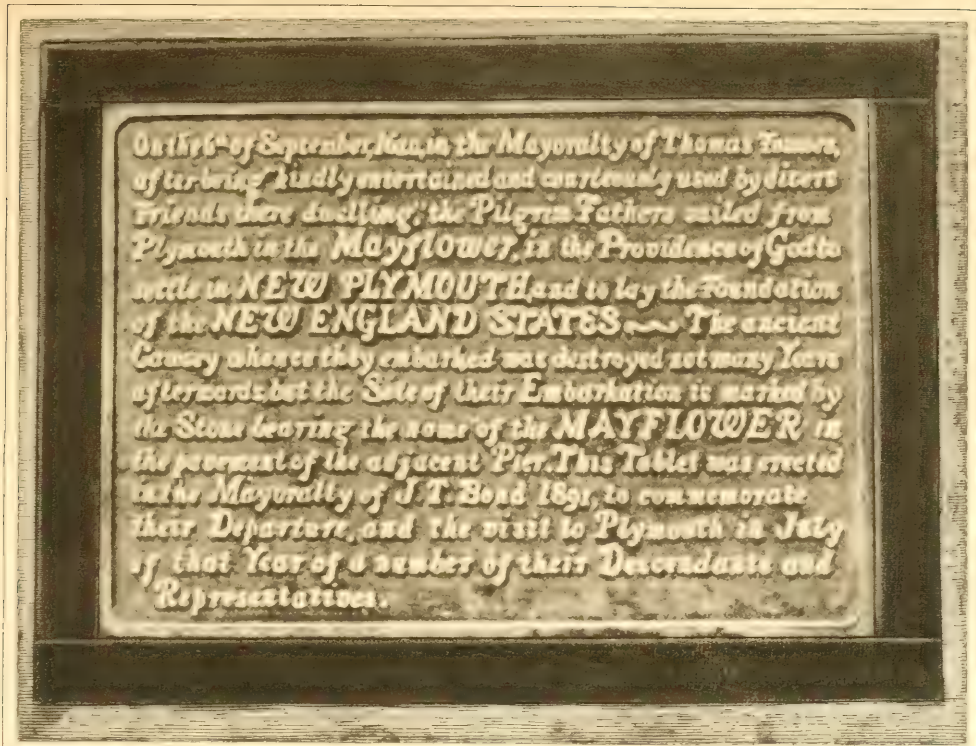 On the 6th of September, 1620, in the Mayoralty of Thomas Fownes,
after being "kindly entertained and courteously used by divers
Friends there dwelling," the Pilgrim Fathers sailed from
Plymouth in the Mayflower, in the Providence of God to
settle in NEW PLYMOUTH, and to lay the Foundation
of the NEW ENGLAND STATES The ancient
Cawsey whence they embarked was destroyed not many Years
afterwards, but the Site of their Embarkation is marked by
the Stone bearing the name of the MAYFLOWER in
the pavement of the adjacent Pier. This Tablet was erected
in the Mayoralty of J. T. Bond 1891, to commemorate
their Departure, and the visit to Plymouth in July
of that Year of a number of their Descendants and
Representatives.